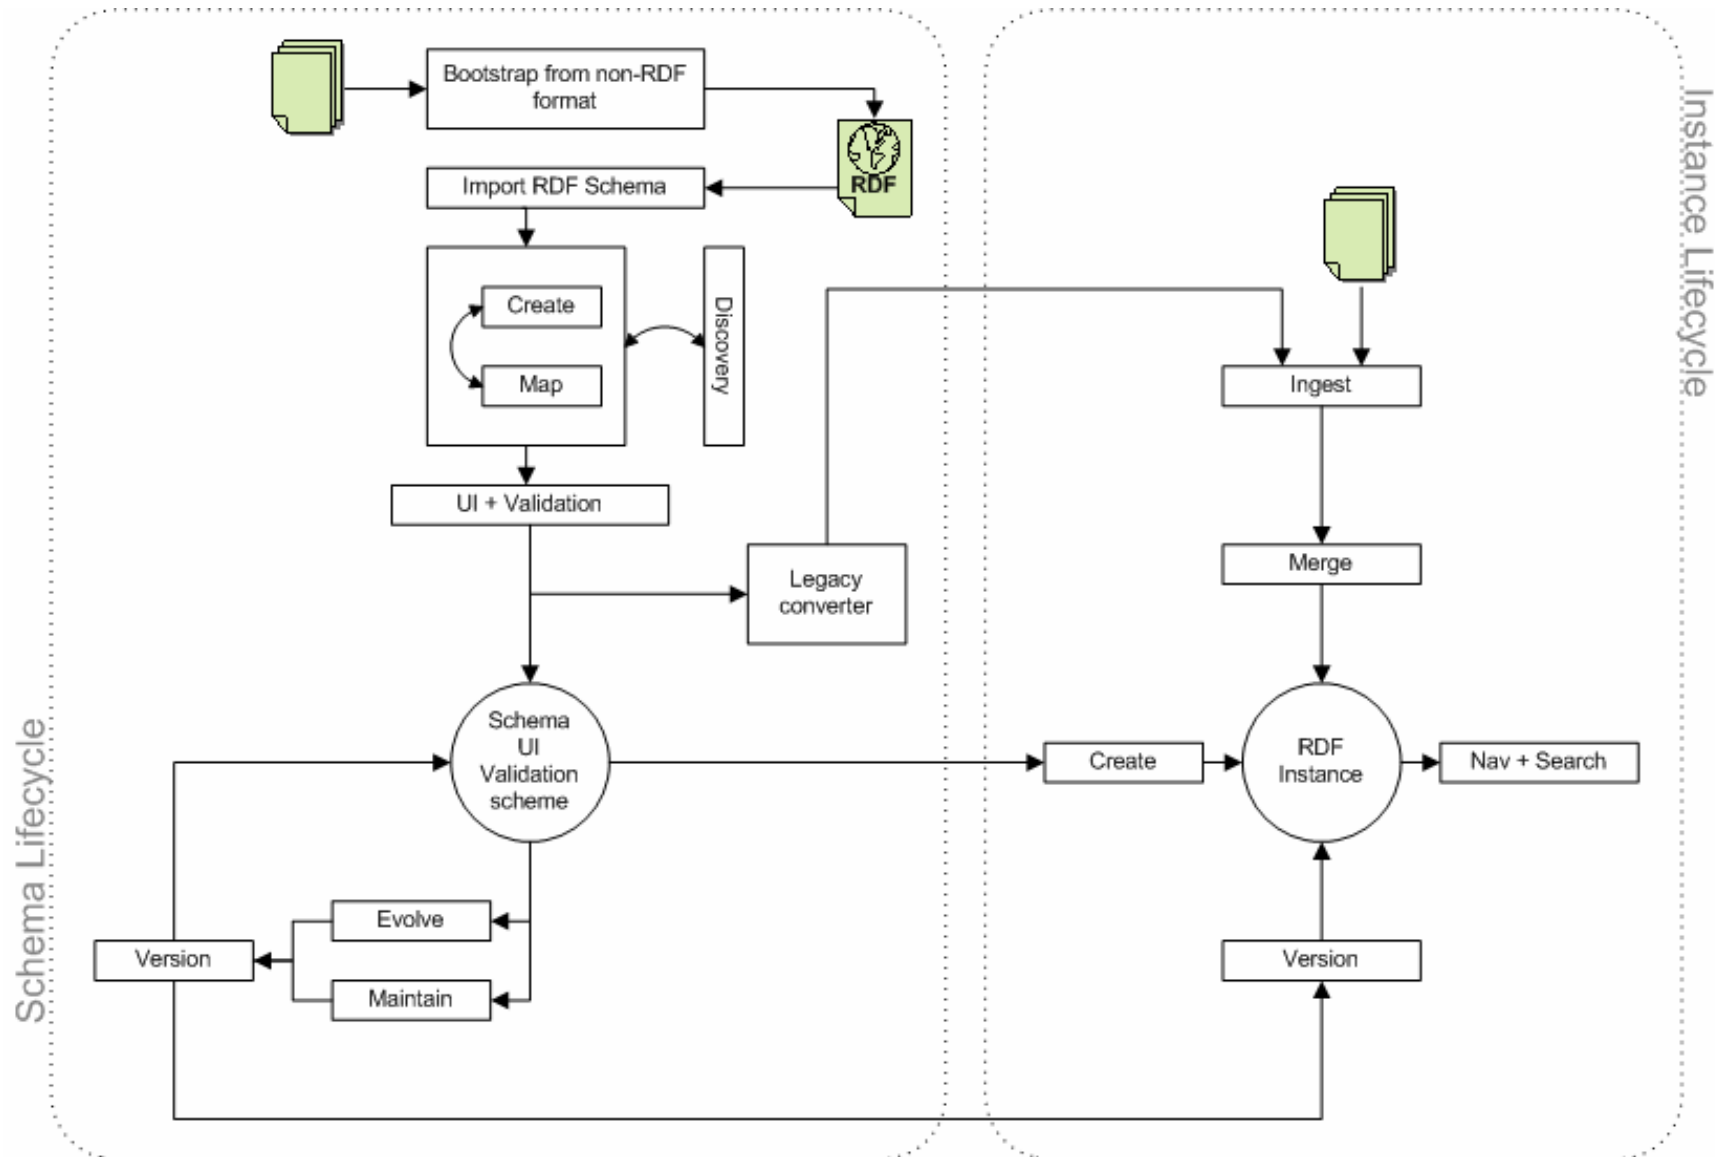 Bootstrap from non-RDF
format
RDF
Import RDF Schema
Create
Map
Discovery
UI + Validation
Legacy
converter
Schema
UI
Validation
scheme
Evolve
Maintain
Version
Schema Lifecycle
Instance Lifecycle
Ingest
Merge
Create
RDF
Instance
Nav + Search
Version